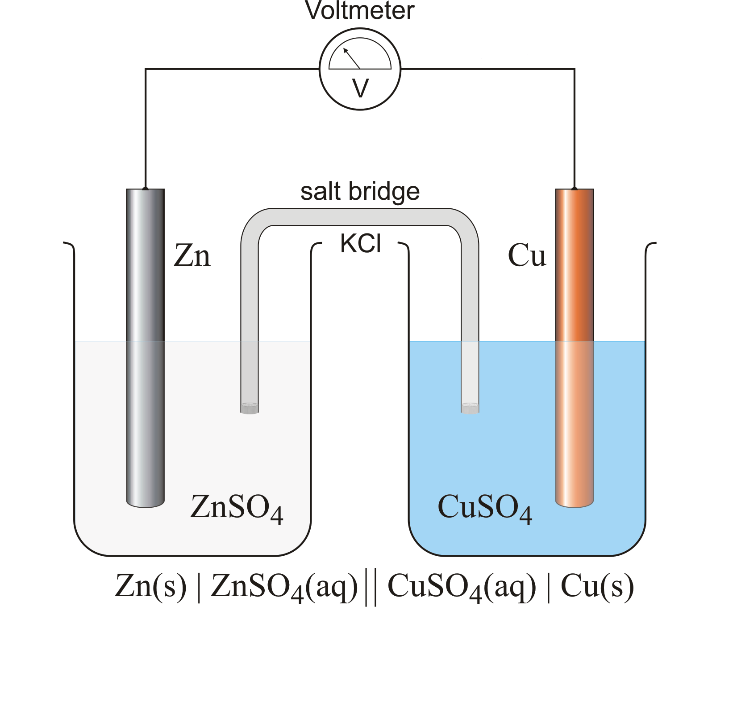 Voltmeter
V
salt bridge
KCl
Zn
Cu
ZnSO4
CuSO4
Zn(s) | ZnSO4(aq) || CuSO4(aq) | Cu(s)